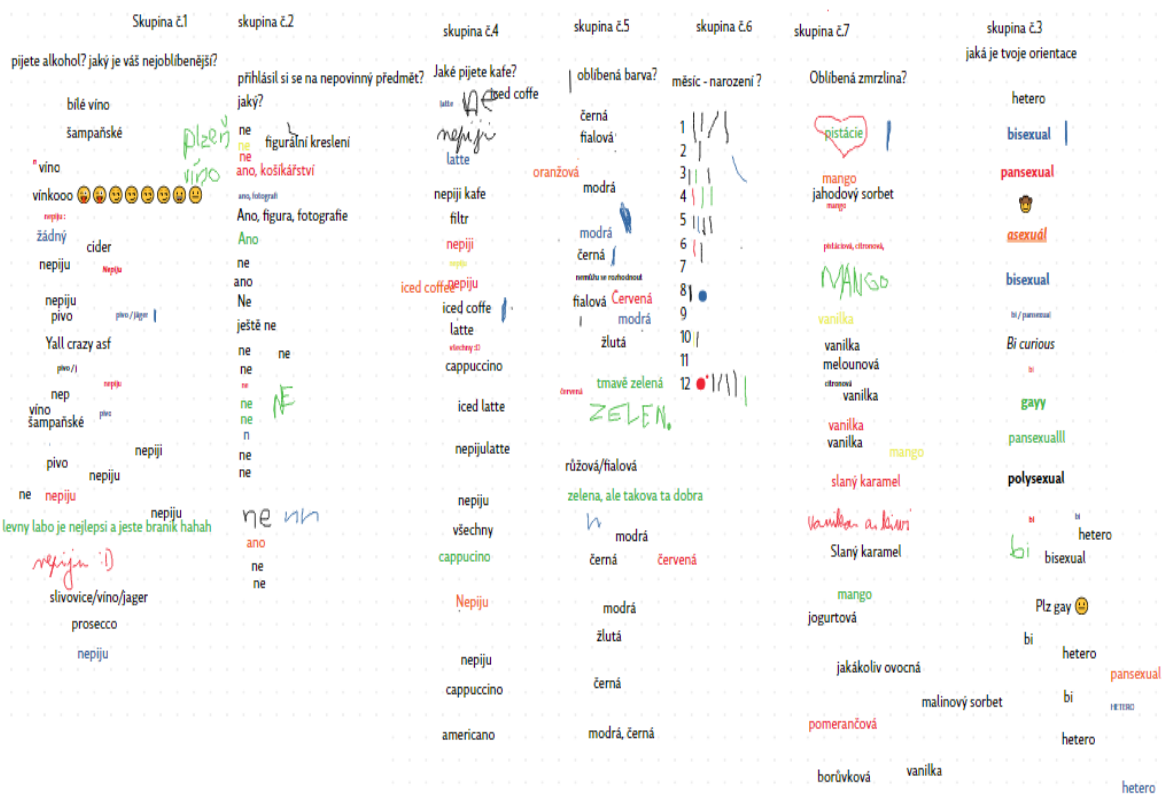 Skupina č.1
pijete alkohol? jaký je váš nejoblíbenější?
bílé víno
šampaňské
plzeň
víno
víno
vínkooo
nepiju :
žádný
cider
nepiju
Nepiju
nepiju
pivo
pivo / jäger
Yall crazy asf
pivo / j
nepiju
nep
víno
pivo
šampaňské
nepiji
pivo
nepiju
ne
nepiju
nepiju
levny labo je nejlepsi a jeste branik hahah
nepiju :D
slivovice/víno/jager
prosecco
nepiju
skupina č.2
přihlásil si se na nepovinný předmět?
jaký?
ne
figurální kreslení
ne
ne
ano, košíkářství
ano, fotografi
Ano, figura, fotografie
Ano
ne
ano
Ne
ještě ne
ne
ne
ne
ne
NE
ne
ne
n
ne
ne
ne
nn
ano
ne
ne
skupina č.4
Jaké pijete kafe?
iced coffe
latte
NE
nepiji
latte
nepiji kafe
filtr
nepiji
nepiju
iced coffee
nepiju
iced coffe
latte
všechny :D
cappuccino
iced latte
nepijulatte
nepiju
všechny
cappucino
Nepiju
nepiju
cappuccino
americano
skupina č.5
oblíbená barva?
černá
fialová
oranžová
modrá
modrá
černá
nemůžu se rozhodnout
fialová
Červená
modrá
žlutá
tmavě zelená
červená
ZELEN.
růžová/fialová
zelena, ale takova ta dobra
modrá
černá
červená
modrá
žlutá
černá
modrá, černá
skupina č.6
měsíc - narození ?
1
2
3
4
5
6
7
8
9
10
11
12
skupina č.7
Oblíbená zmrzlina?
pistácie
mango
jahodový sorbet
mango
pistáciová, citronová,
MANGO
vanilka
vanilka
melounová
citronová
vanilka
vanilka
vanilka
mango
slaný karamel
vanilka a kiwi
Slaný karamel
mango
jogurtová
jakákoliv ovocná
malinový sorbet
pomerančová
borůvková
vanilka
skupina č.3
jaká je tvoje orientace
hetero
bisexual
pansexual
asexuál
bisexual
bi / pansexual
Bi curious
bi
gayy
pansexualll
polysexual
bi
bi
hetero
bi
bisexual
Plz gay
bi
hetero
pansexual
bi
HETERO
hetero
hetero